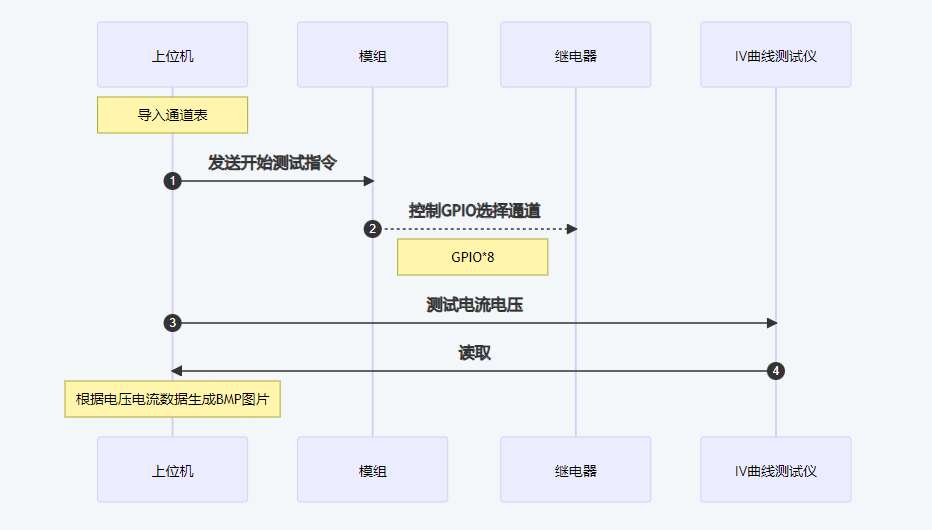 上位机
模组
继电器
IV曲线测试仪
导入通道表
发送开始测试指令
1
控制GPIO选择通道
2
GPIO*8
测试电流电压
3
读取
4
根据电压电流数据生成BMP图片
上位机
模组
继电器
IV曲线测试仪